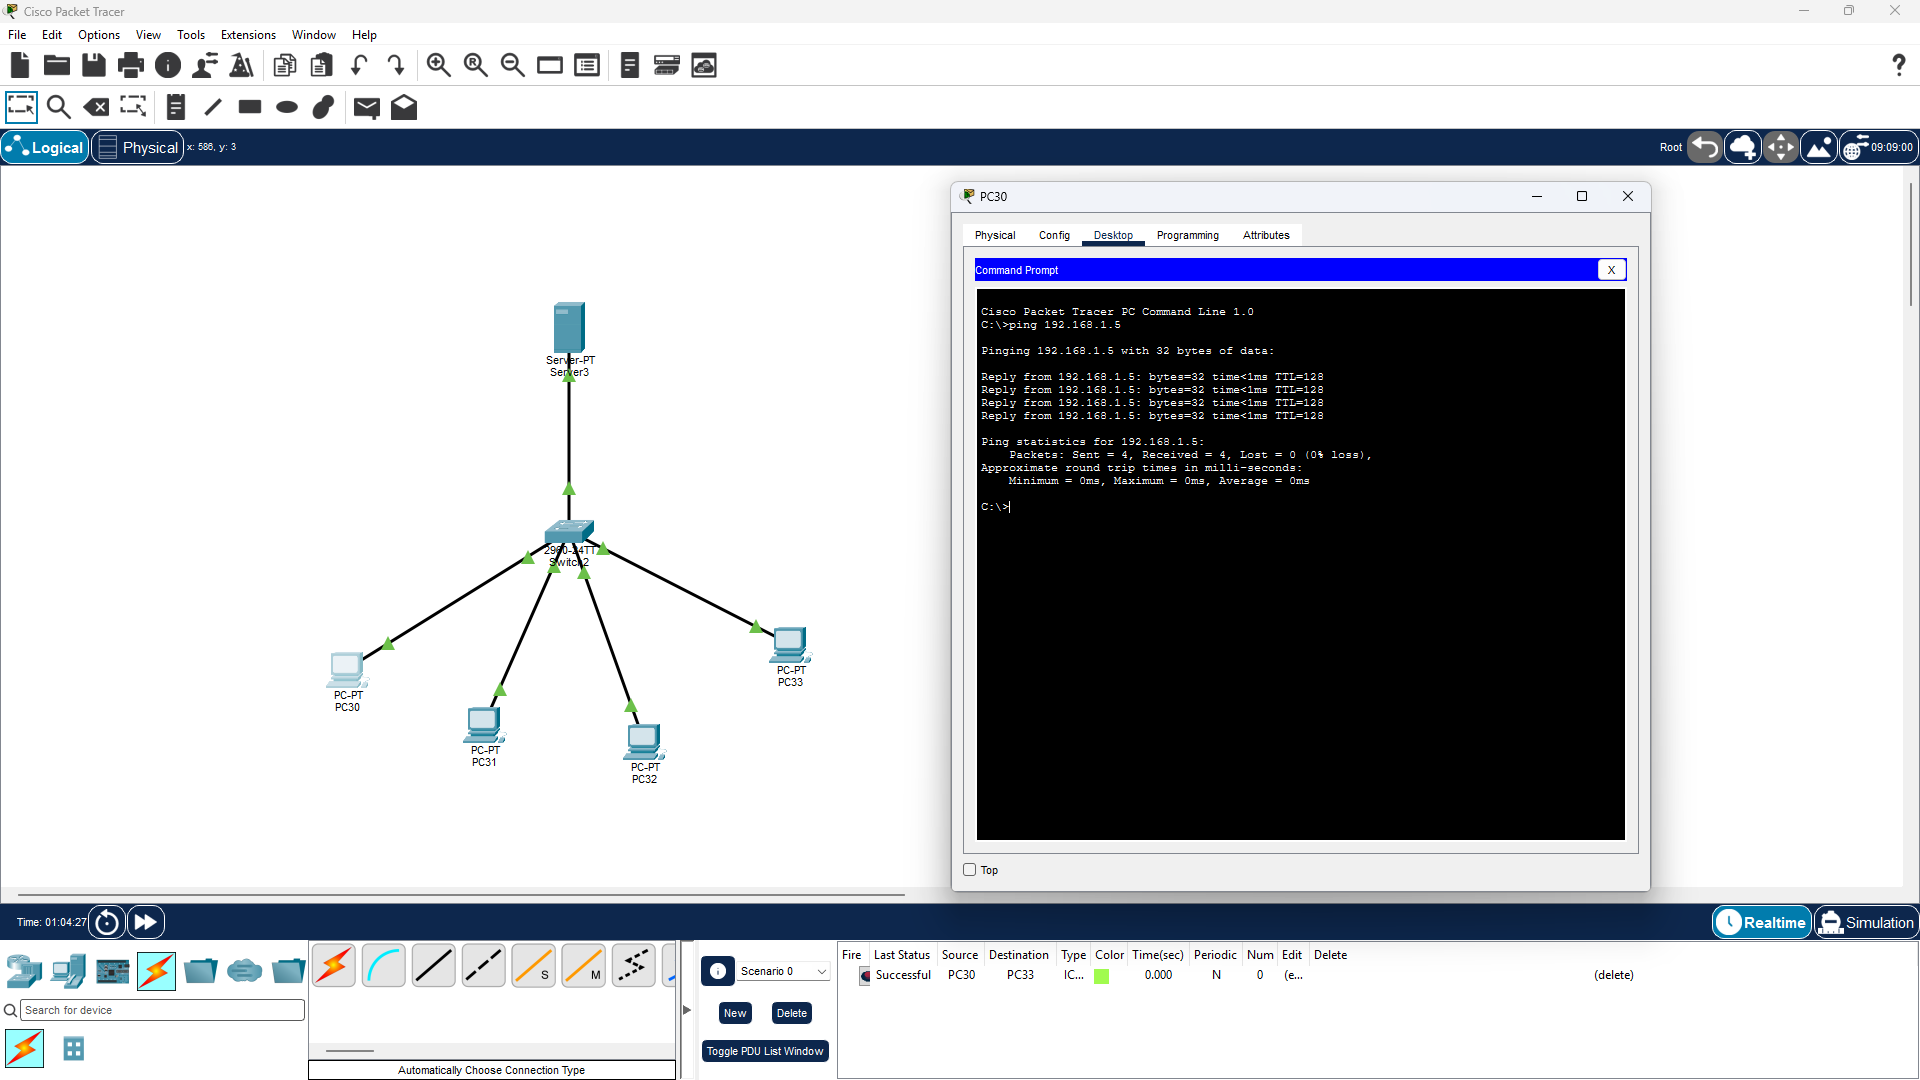 Cisco Packet Tracer
File Edit Options View Tools Extensions Window Help
Logical Physical x: 586, y: 3
Root 09:09:00
Server-PT
Server3
2960-24TT
Switch2
PC-PT
PC30
PC-PT
PC31
PC-PT
PC32
PC-PT
PC33
PC30
Physical Config Desktop Programming Attributes
Command Prompt X
Cisco Packet Tracer PC Command Line 1.0
C:\>ping 192.168.1.5
Pinging 192.168.1.5 with 32 bytes of data:
Reply from 192.168.1.5: bytes=32 time<1ms TTL=128
Reply from 192.168.1.5: bytes=32 time<1ms TTL=128
Reply from 192.168.1.5: bytes=32 time<1ms TTL=128
Reply from 192.168.1.5: bytes=32 time<1ms TTL=128
Ping statistics for 192.168.1.5:
Packets: Sent = 4, Received = 4, Lost = 0 (0% loss),
Approximate round trip times in milli-seconds:
Minimum = 0ms, Maximum = 0ms, Average = 0ms
C:\>
Top
Time: 01:04:27
Realtime Simulation
Search for device
S M
Automatically Choose Connection Type
Scenario 0
New Delete
Toggle PDU List Window
Fire Last Status Source Destination Type Color Time(sec) Periodic Num Edit Delete
Successful PC30 PC33 IC... 0.000 N 0 (e... (delete)